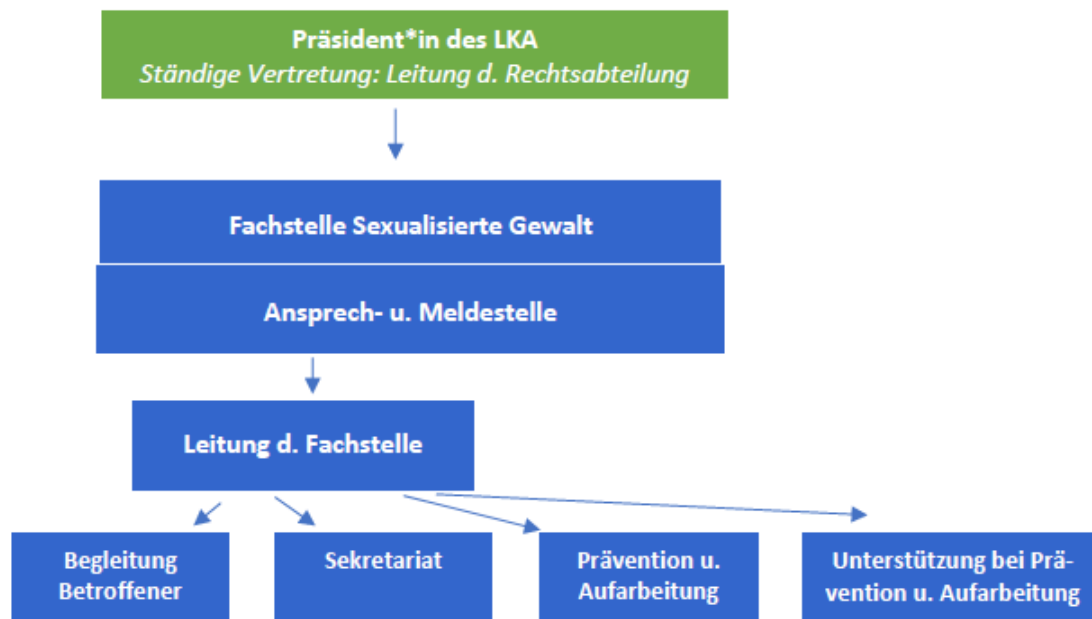 Präsident*in des LKA
Ständige Vertretung: Leitung d. Rechtsabteilung
Fachstelle Sexualisierte Gewalt
Ansprech- u. Meldestelle
Leitung d. Fachstelle
Begleitung
Betroffener
Sekretariat
Prävention u.
Aufarbeitung
Unterstützung bei Prä-
vention u. Aufarbeitung